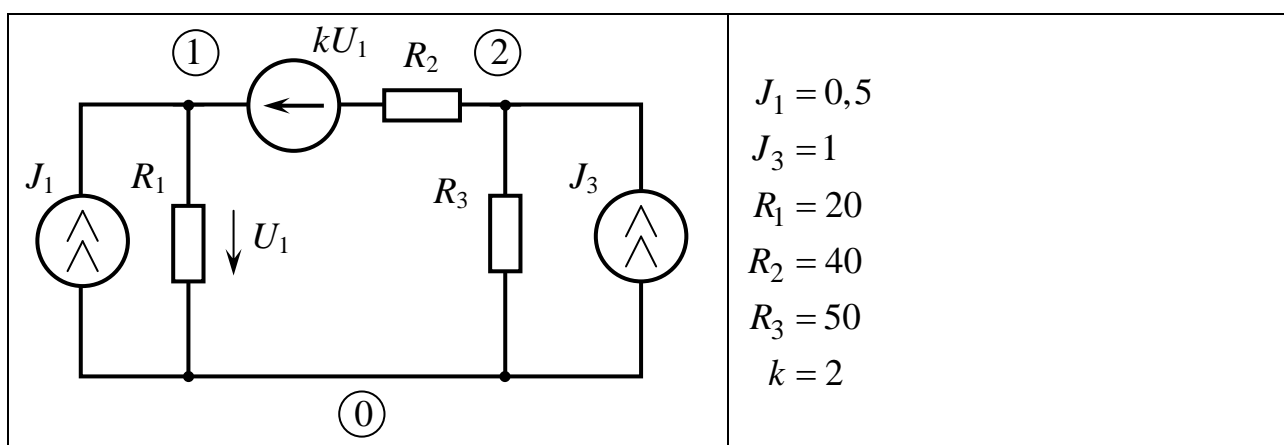 ① kU₁ R₂ ②
J₁ R₁ U₁ R₃ J₃
⓪
J₁ = 0,5
J₃ = 1
R₁ = 20
R₂ = 40
R₃ = 50
k = 2